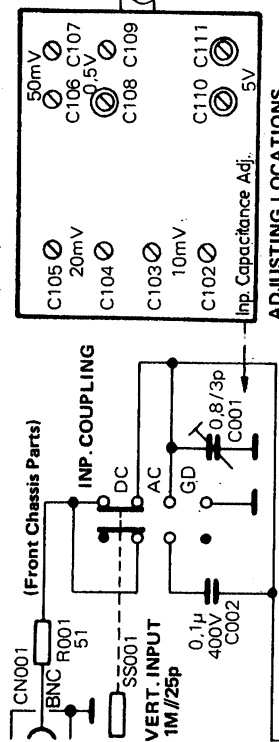 50mV
C106 C107
0,5V
C108 C109
C110 C111
5V
C105
20mV
C104
C103
10mV
C102
Inp. Capacitance Adj.
ADJUSTING LOCATIONS
(Front Chassis Parts)
INP. COUPLING
CN001
BNC
R001
51
DC
AC
GD
0,8/3p
C001
SS001
VERT. INPUT
1M//25p
0,1µ
400V
C002